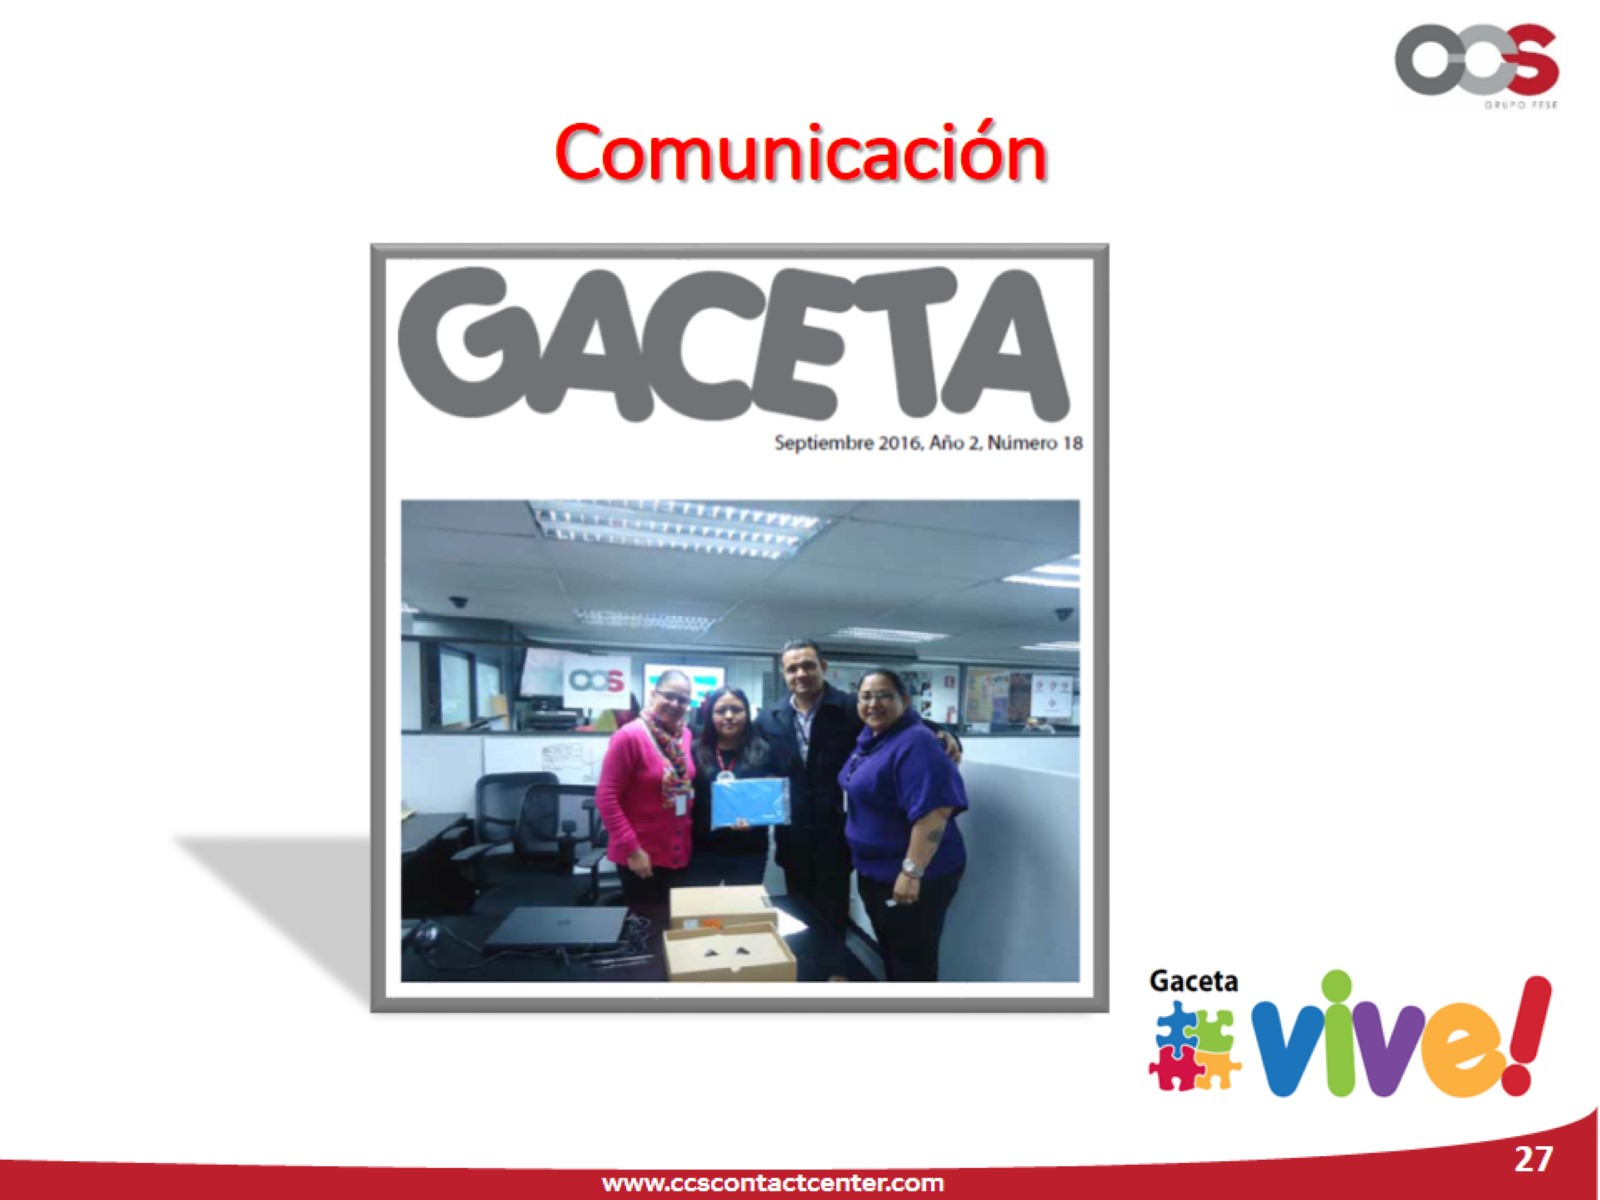 CCS
GRUPO FESE
Comunicación
GACETA
Septiembre 2016, Año 2, Número 18
CCS
Gaceta
vive!
27
www.ccscontactcenter.com